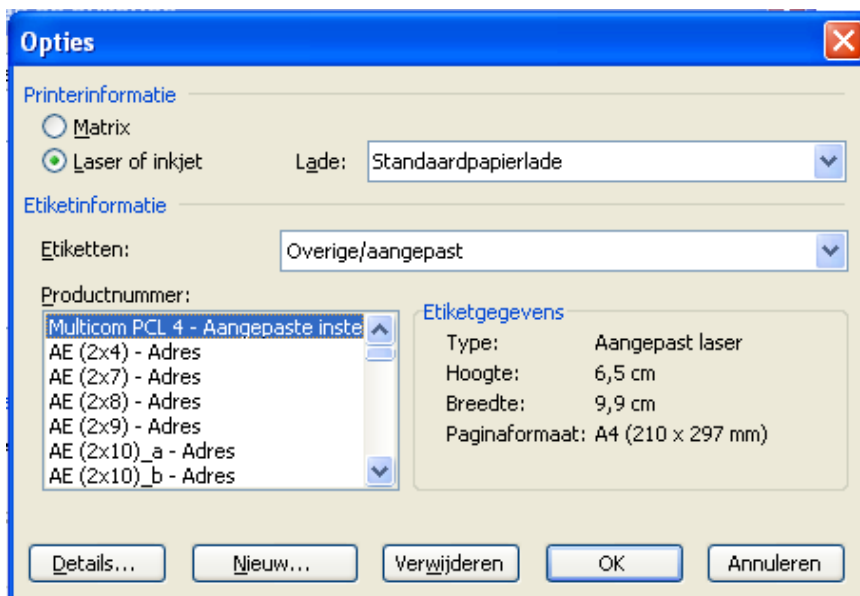 Opties
Printerinformatie
Matrix
Laser of inkjet
Lade:
Standaardpapierlade
Etiketinformatie
Etiketten:
Overige/aangepast
Productnummer:
Multicom PCL 4 - Aangepaste inste
AE (2x4) - Adres
AE (2x7) - Adres
AE (2x8) - Adres
AE (2x9) - Adres
AE (2x10)_a - Adres
AE (2x10)_b - Adres
Etiketgegevens
Type: Aangepast laser
Hoogte: 6,5 cm
Breedte: 9,9 cm
Paginaformaat: A4 (210 x 297 mm)
Details...
Nieuw...
Verwijderen
OK
Annuleren